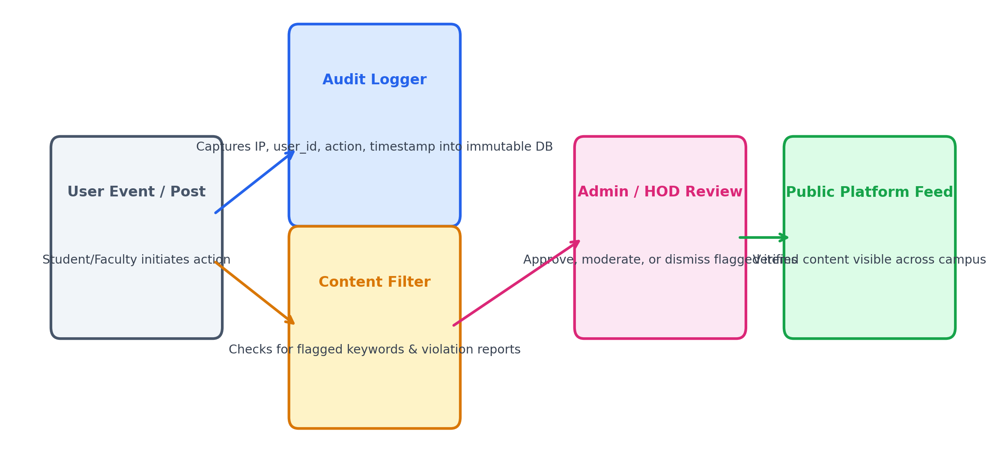 User Event / Post
Student/Faculty initiates action
Audit Logger
Captures IP, user_id, action, timestamp into immutable DB
Content Filter
Checks for flagged keywords & violation reports
Admin / HOD Review
Approve, moderate, or dismiss flagged items
Public Platform Feed
Verified content visible across campus